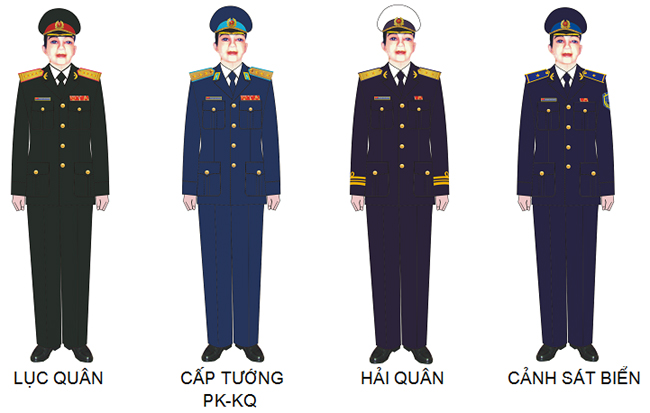 LỤC QUÂN
CẤP TƯỚNG
PK-KQ
HẢI QUÂN
CẢNH SÁT BIỂN